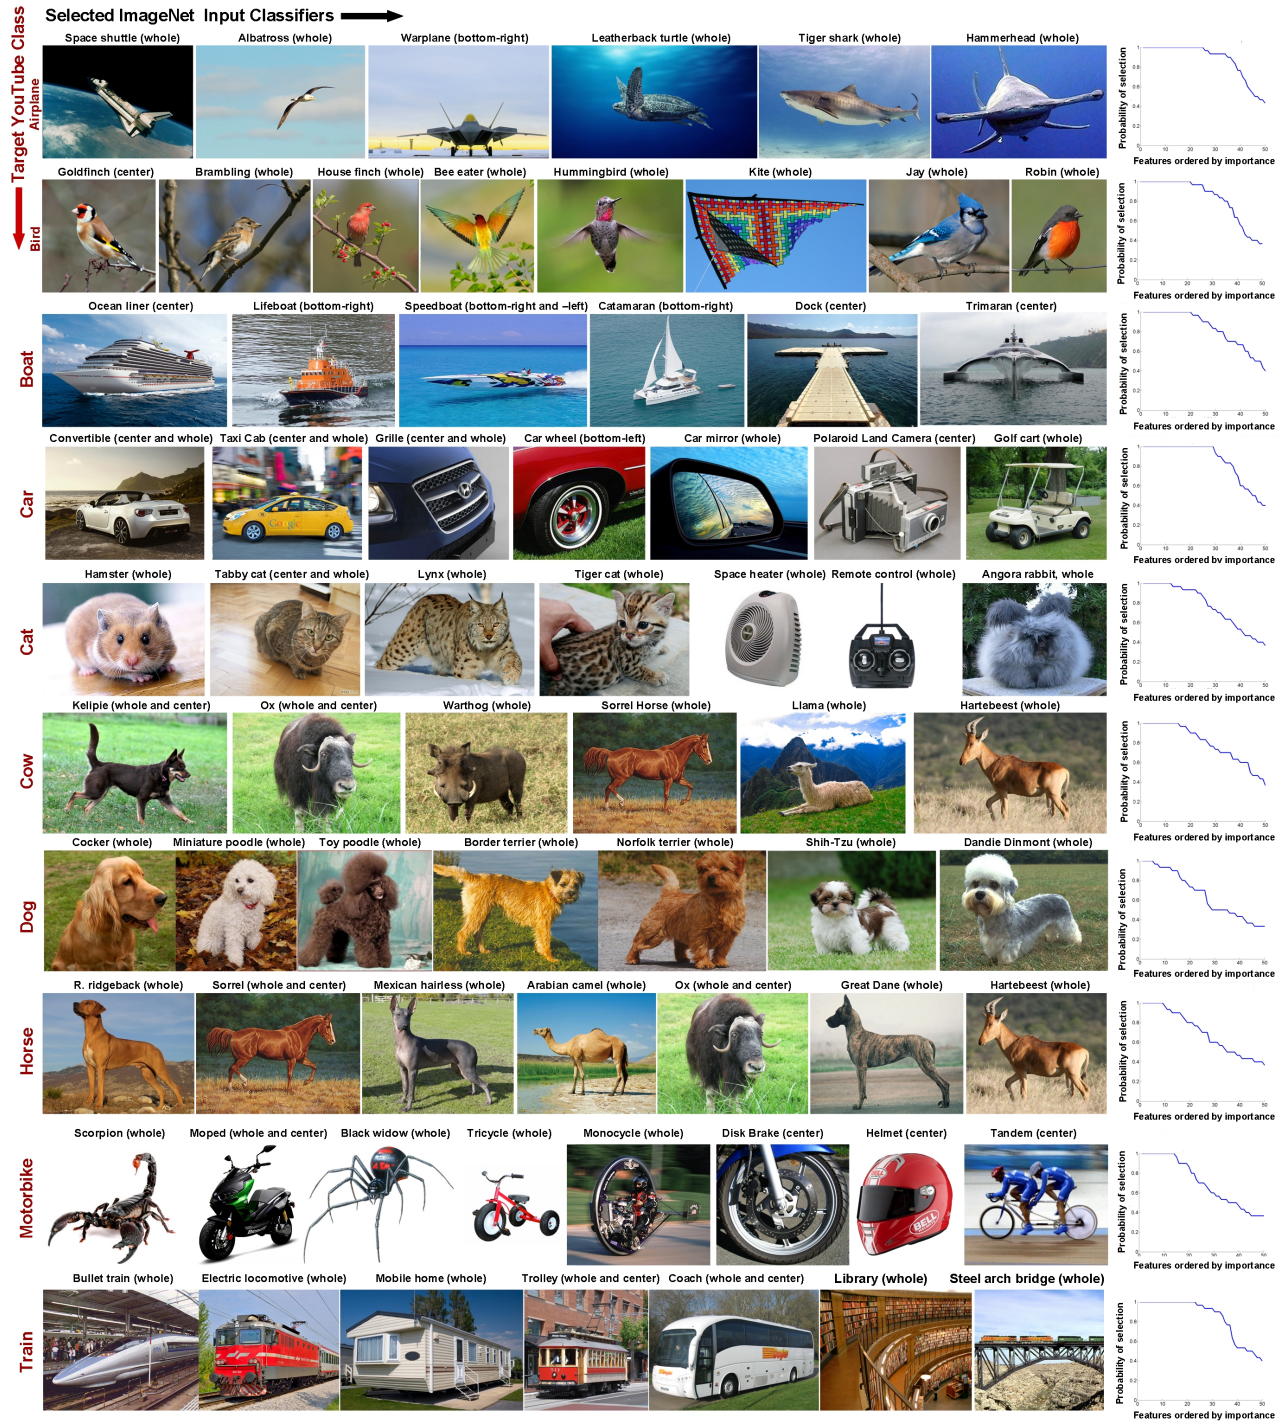 Selected ImageNet Input Classifiers
Target YouTube Class
Airplane
Space shuttle (whole)
Albatross (whole)
Warplane (bottom-right)
Leatherback turtle (whole)
Tiger shark (whole)
Hammerhead (whole)
Probability of selection
Features ordered by importance
Bird
Goldfinch (center)
Brambling (whole)
House finch (whole)
Bee eater (whole)
Hummingbird (whole)
Kite (whole)
Jay (whole)
Robin (whole)
Probability of selection
Features ordered by importance
Boat
Ocean liner (center)
Lifeboat (bottom-right)
Speedboat (bottom-right and –left)
Catamaran (bottom-right)
Dock (center)
Trimaran (center)
Probability of selection
Features ordered by importance
Car
Convertible (center and whole)
Taxi Cab (center and whole)
Grille (center and whole)
Car wheel (bottom-left)
Car mirror (whole)
Polaroid Land Camera (center)
Golf cart (whole)
Google
Probability of selection
Features ordered by importance
Cat
Hamster (whole)
Tabby cat (center and whole)
Lynx (whole)
Tiger cat (whole)
Space heater (whole)
Remote control (whole)
Angora rabbit, whole
Probability of selection
Features ordered by importance
Cow
Kelipie (whole and center)
Ox (whole and center)
Warthog (whole)
Sorrel Horse (whole)
Llama (whole)
Hartebeest (whole)
Probability of selection
Features ordered by importance
Dog
Cocker (whole)
Miniature poodle (whole)
Toy poodle (whole)
Border terrier (whole)
Norfolk terrier (whole)
Shih-Tzu (whole)
Dandie Dinmont (whole)
Probability of selection
Features ordered by importance
Horse
R. ridgeback (whole)
Sorrel (whole and center)
Mexican hairless (whole)
Arabian camel (whole)
Ox (whole and center)
Great Dane (whole)
Hartebeest (whole)
Probability of selection
Features ordered by importance
Motorbike
Scorpion (whole)
Moped (whole and center)
Black widow (whole)
Tricycle (whole)
Monocycle (whole)
Disk Brake (center)
Helmet (center)
Tandem (center)
BELL
Probability of selection
Features ordered by importance
Train
Bullet train (whole)
Electric locomotive (whole)
Mobile home (whole)
Trolley (whole and center)
Coach (whole and center)
Library (whole)
Steel arch bridge (whole)
Probability of selection
Features ordered by importance